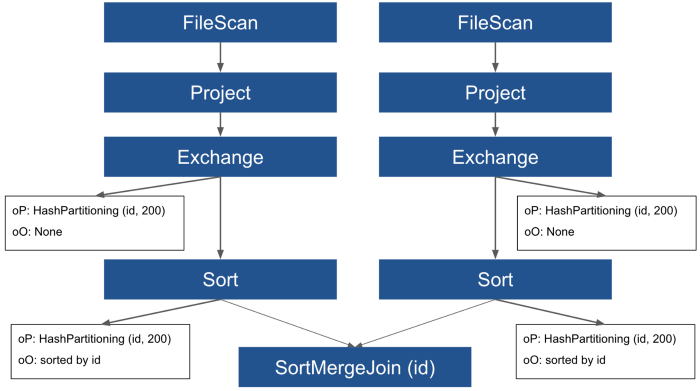 FileScan
FileScan
Project
Project
Exchange
Exchange
oP: HashPartitioning (id, 200)
oO: None
oP: HashPartitioning (id, 200)
oO: None
Sort
Sort
oP: HashPartitioning (id, 200)
oO: sorted by id
oP: HashPartitioning (id, 200)
oO: sorted by id
SortMergeJoin (id)